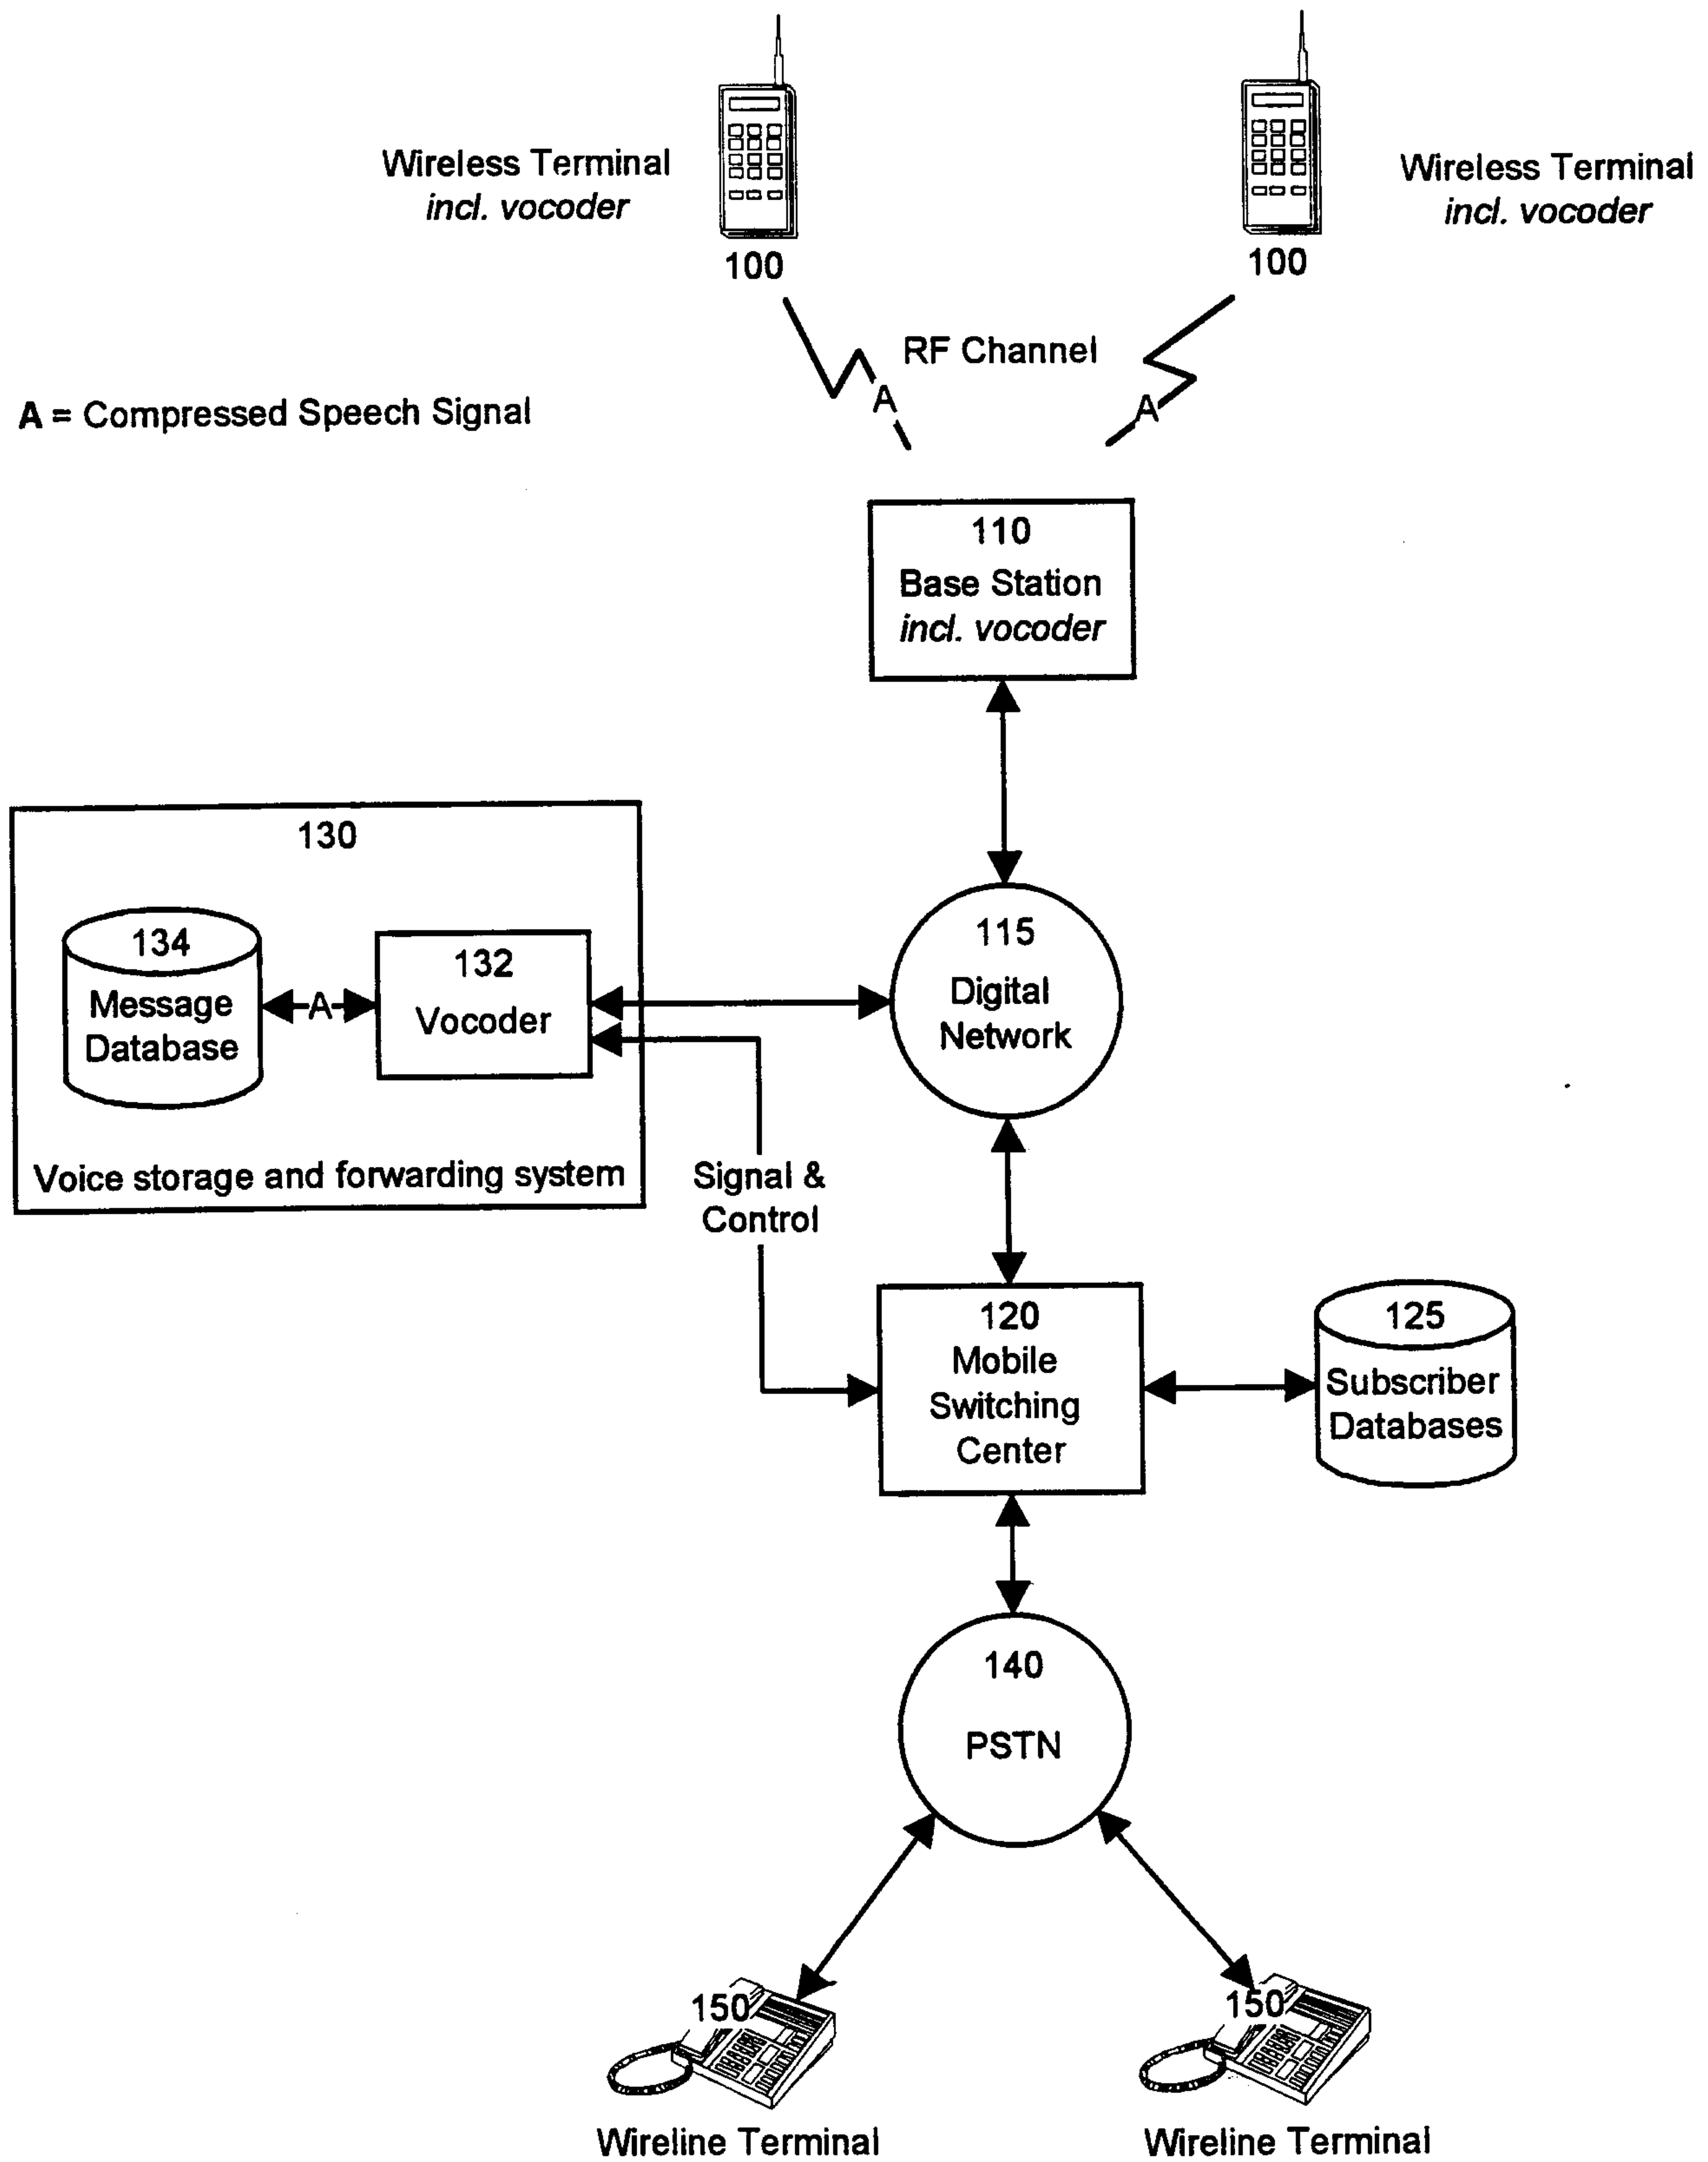 Wireless Terminal
incl. vocoder
100
Wireless Terminal
incl. vocoder
100
RF Channel
A
A
A = Compressed Speech Signal
110
Base Station
incl. vocoder
130
134
Message
Database
A
132
Vocoder
Voice storage and forwarding system
115
Digital
Network
Signal &
Control
120
Mobile
Switching
Center
125
Subscriber
Databases
140
PSTN
150
Wireline Terminal
150
Wireline Terminal